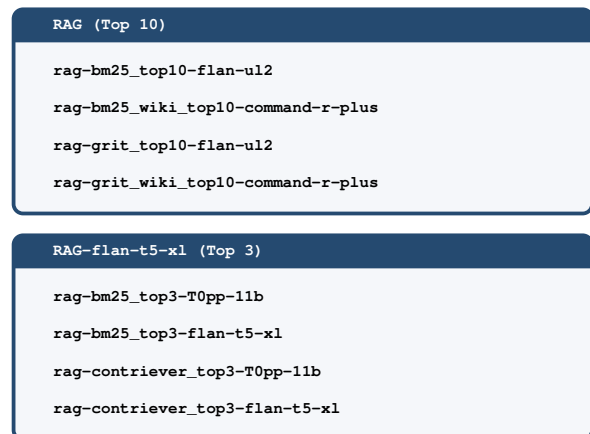 RAG (Top 10)
rag-bm25_top10-flan-ul2
rag-bm25_wiki_top10-command-r-plus
rag-grit_top10-flan-ul2
rag-grit_wiki_top10-command-r-plus
RAG-flan-t5-xl (Top 3)
rag-bm25_top3-T0pp-11b
rag-bm25_top3-flan-t5-xl
rag-contriever_top3-T0pp-11b
rag-contriever_top3-flan-t5-xl